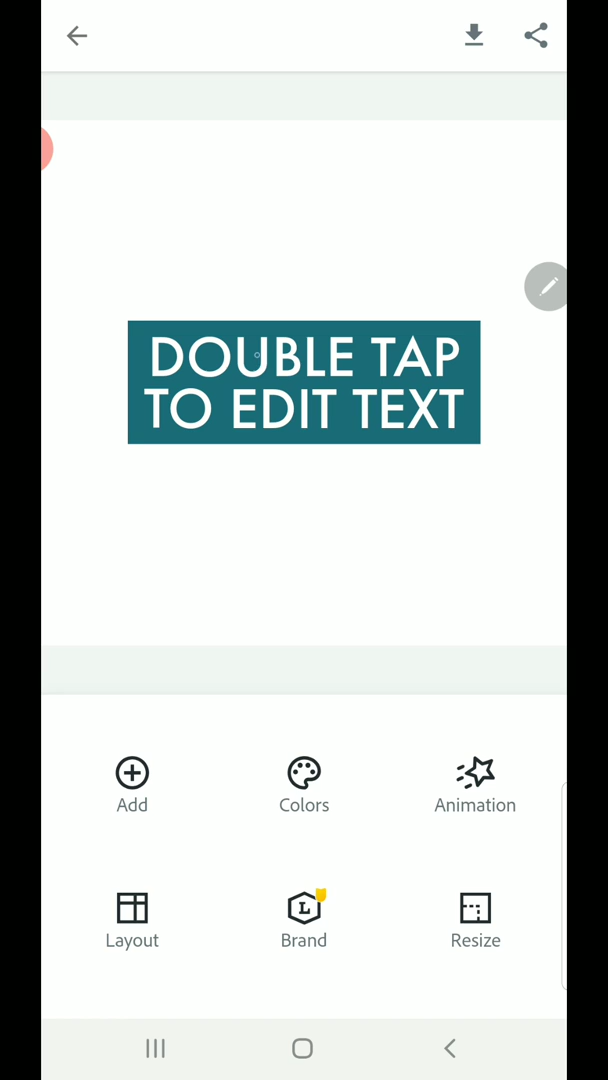 DOUBLE TAP
TO EDIT TEXT
Add
Colors
Animation
Layout
Brand
Resize